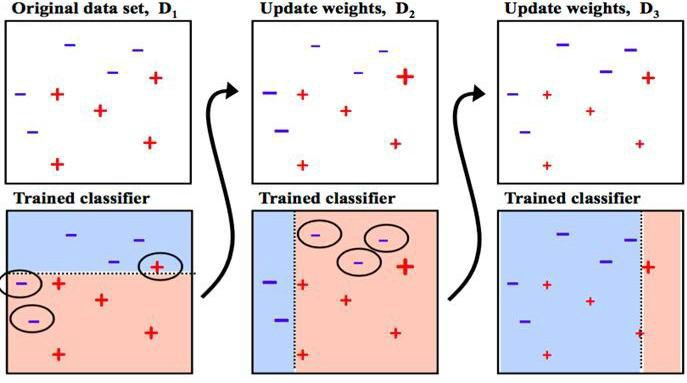 Original data set, D1
Update weights, D2
Update weights, D3
Trained classifier
Trained classifier
Trained classifier